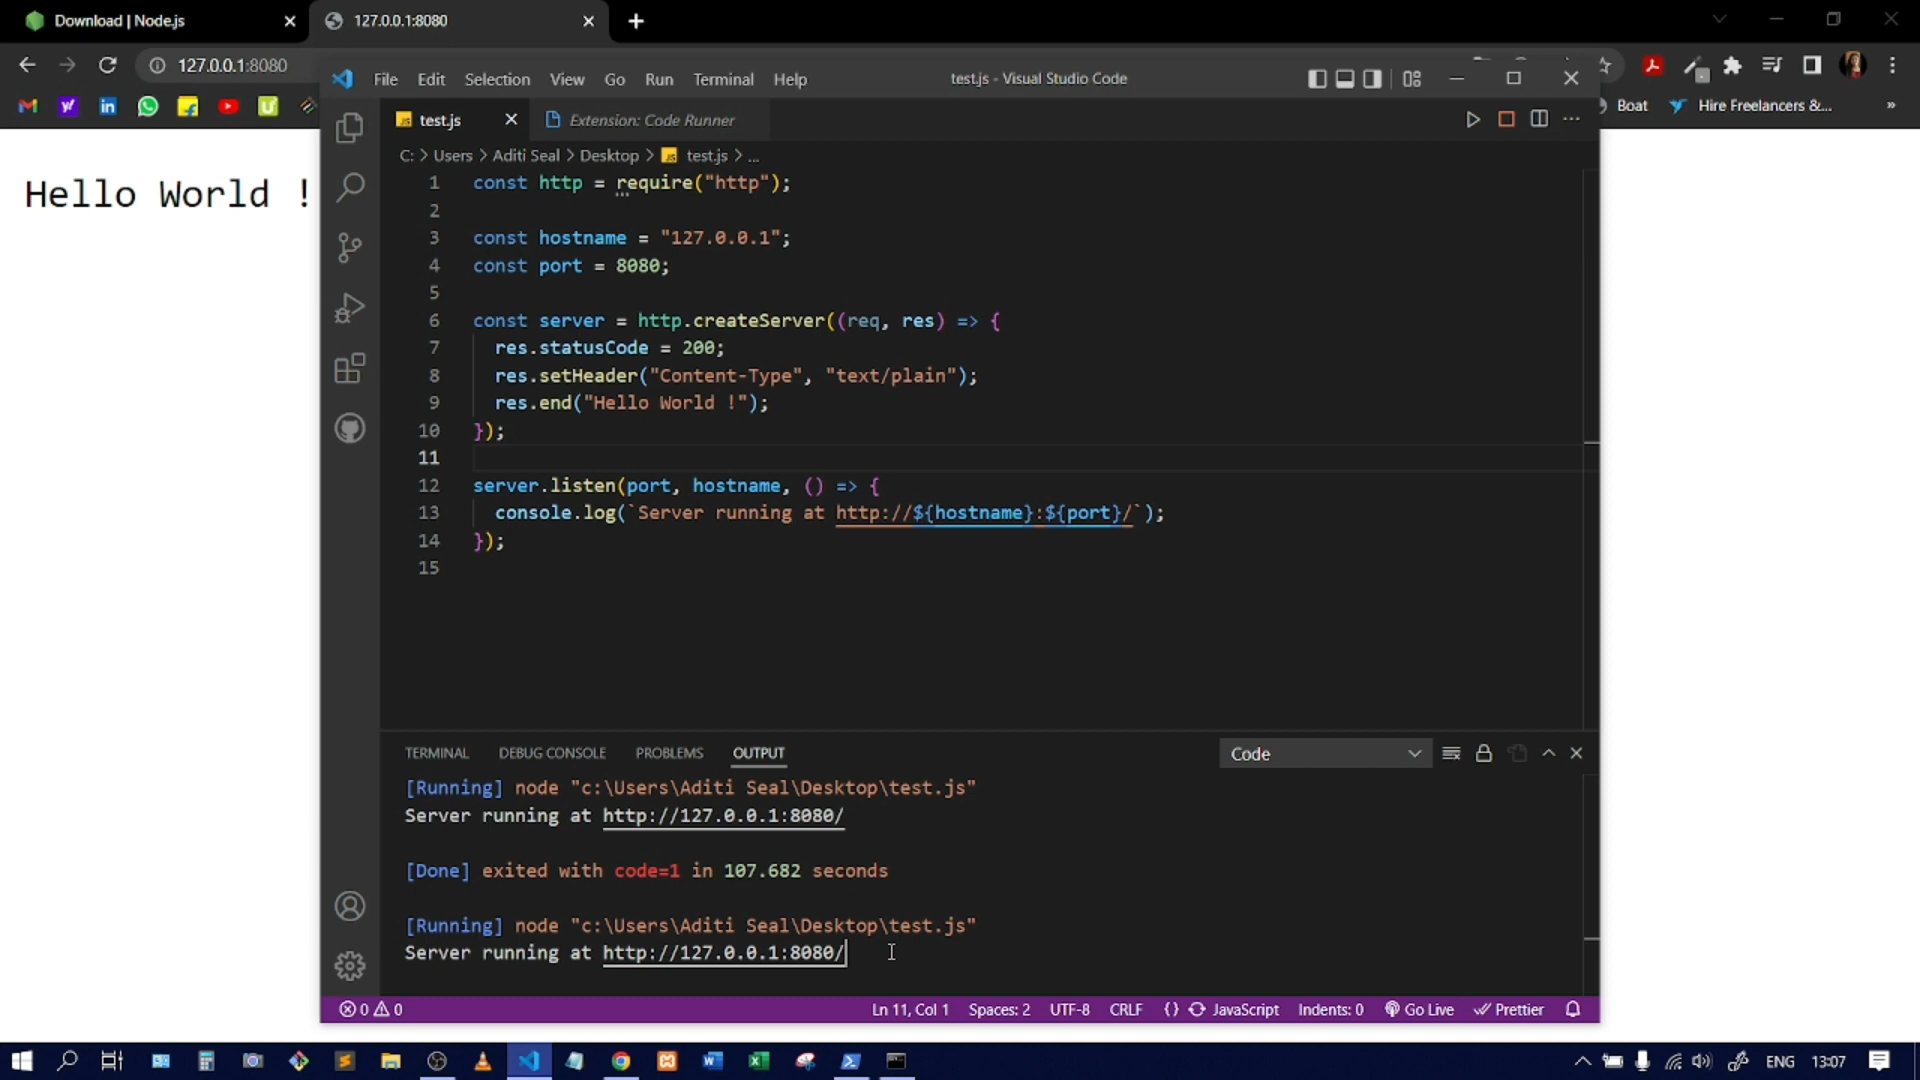 Download | Node.js
127.0.0.1:8080
127.0.0.1:8080
Boat
Hire Freelancers &...
»
Hello World !
File Edit Selection View Go Run Terminal Help
test.js - Visual Studio Code
test.js
Extension: Code Runner
C: > Users > Aditi Seal > Desktop > test.js > ...
1 const http = require("http");
2
3 const hostname = "127.0.0.1";
4 const port = 8080;
5
6 const server = http.createServer((req, res) => {
7 res.statusCode = 200;
8 res.setHeader("Content-Type", "text/plain");
9 res.end("Hello World !");
10 });
11
12 server.listen(port, hostname, () => {
13 console.log(`Server running at http://${hostname}:${port}/`);
14 });
15
TERMINAL DEBUG CONSOLE PROBLEMS OUTPUT
Code
[Running] node "c:\Users\Aditi Seal\Desktop\test.js"
Server running at http://127.0.0.1:8080/
[Done] exited with code=1 in 107.682 seconds
[Running] node "c:\Users\Aditi Seal\Desktop\test.js"
Server running at http://127.0.0.1:8080/
0 0
Ln 11, Col 1 Spaces: 2 UTF-8 CRLF {} JavaScript Indents: 0 Go Live Prettier
ENG 13:07